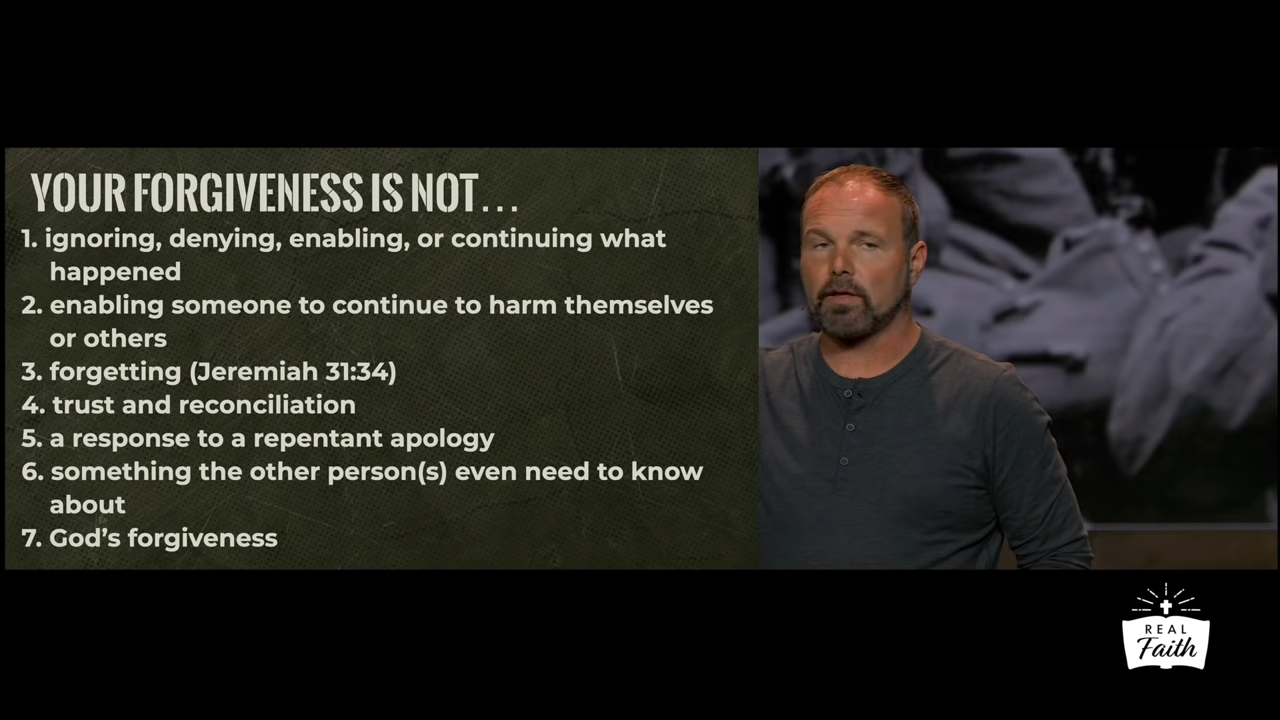 YOUR FORGIVENESS IS NOT...
1. ignoring, denying, enabling, or continuing what
happened
2. enabling someone to continue to harm themselves
or others
3. forgetting (Jeremiah 31:34)
4. trust and reconciliation
5. a response to a repentant apology
6. something the other person(s) even need to know
about
7. God’s forgiveness
REAL
Faith